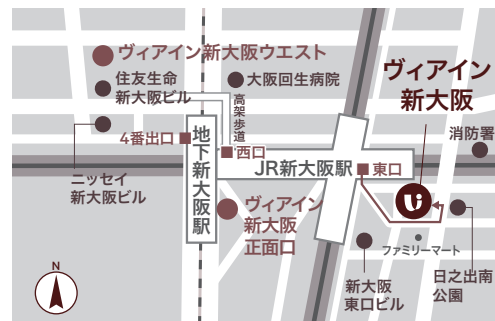 ヴィアイン新大阪ウエスト
住友生命
新大阪ビル
大阪回生病院
高架歩道
ヴィアイン
新大阪
消防署
4番出口
地下新大阪駅
西口
JR新大阪駅
東口
ニッセイ
新大阪ビル
ヴィアイン
新大阪
正面口
ファミリーマート
新大阪
東口ビル
日之出南
公園
N